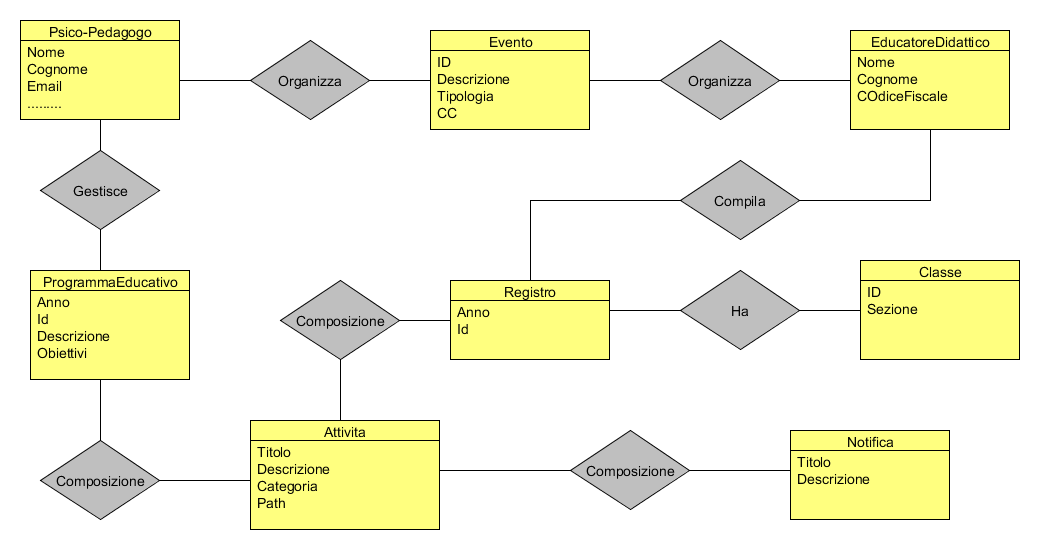 Psico-Pedagogo
Nome
Cognome
Email
.........
Organizza
Evento
ID
Descrizione
Tipologia
CC
Organizza
EducatoreDidattico
Nome
Cognome
COdiceFiscale
Gestisce
Compila
ProgrammaEducativo
Anno
Id
Descrizione
Obiettivi
Composizione
Registro
Anno
Id
Ha
Classe
ID
Sezione
Composizione
Attivita
Titolo
Descrizione
Categoria
Path
Composizione
Notifica
Titolo
Descrizione